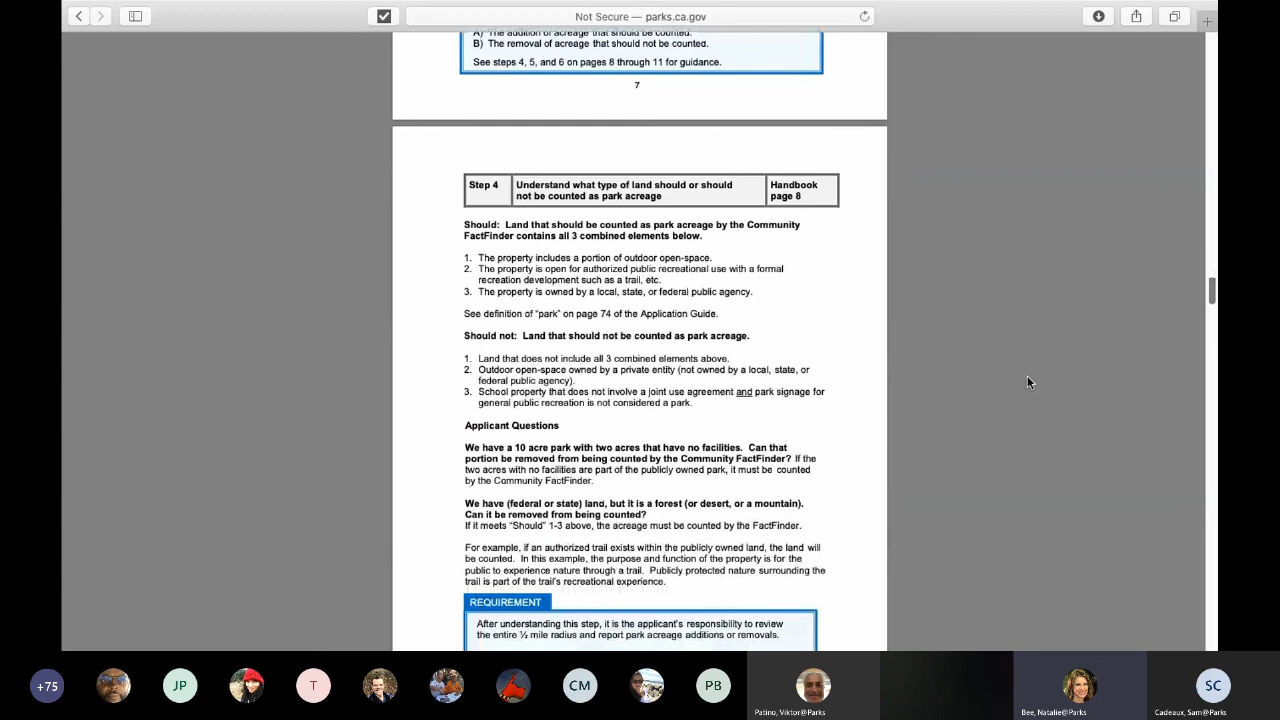 Not Secure — parks.ca.gov
A) The addition of acreage that should be counted.
B) The removal of acreage that should not be counted.
See steps 4, 5, and 6 on pages 8 through 11 for guidance.
7
Step 4
Understand what type of land should or should
not be counted as park acreage
Handbook
page 8
Should: Land that should be counted as park acreage by the Community
FactFinder contains all 3 combined elements below.
1. The property includes a portion of outdoor open-space.
2. The property is open for authorized public recreational use with a formal
recreation development such as a trail, etc.
3. The property is owned by a local, state, or federal public agency.
See definition of "park" on page 74 of the Application Guide.
Should not: Land that should not be counted as park acreage.
1. Land that does not include all 3 combined elements above.
2. Outdoor open-space owned by a private entity (not owned by a local, state, or
federal public agency).
3. School property that does not involve a joint use agreement and park signage for
general public recreation is not considered a park.
Applicant Questions
We have a 10 acre park with two acres that have no facilities. Can that
portion be removed from being counted by the Community FactFinder? If the
two acres with no facilities are part of the publicly owned park, it must be counted
by the Community FactFinder.
We have (federal or state) land, but it is a forest (or desert, or a mountain).
Can it be removed from being counted?
If it meets "Should" 1-3 above, the acreage must be counted by the FactFinder.
For example, if an authorized trail exists within the publicly owned land, the land will
be counted. In this example, the purpose and function of the property is for the
public to experience nature through a trail. Publicly protected nature surrounding the
trail is part of the trail's recreational experience.
REQUIREMENT
After understanding this step, it is the applicant's responsibility to review
the entire ½ mile radius and report park acreage additions or removals.
+75
JP
T
CM
PB
SC
Patino, Viktor@Parks
Bee, Natalie@Parks
Cadeaux, Sam@Parks